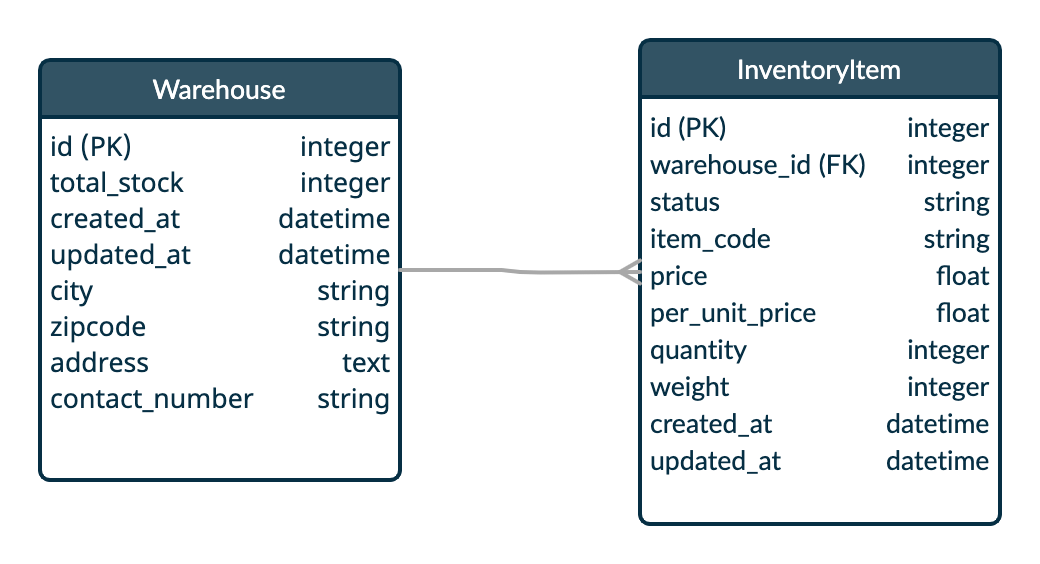 Warehouse
id (PK) integer
total_stock integer
created_at datetime
updated_at datetime
city string
zipcode string
address text
contact_number string
InventoryItem
id (PK) integer
warehouse_id (FK) integer
status string
item_code string
price float
per_unit_price float
quantity integer
weight integer
created_at datetime
updated_at datetime